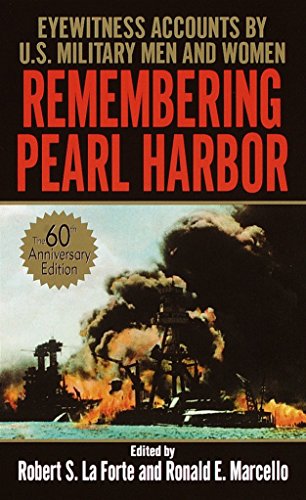 EYEWITNESS ACCOUNTS BY
U.S. MILITARY MEN AND WOMEN
REMEMBERING
PEARL HARBOR
The 60th
Anniversary
Edition
Edited by
Robert S. La Forte and Ronald E. Marcello